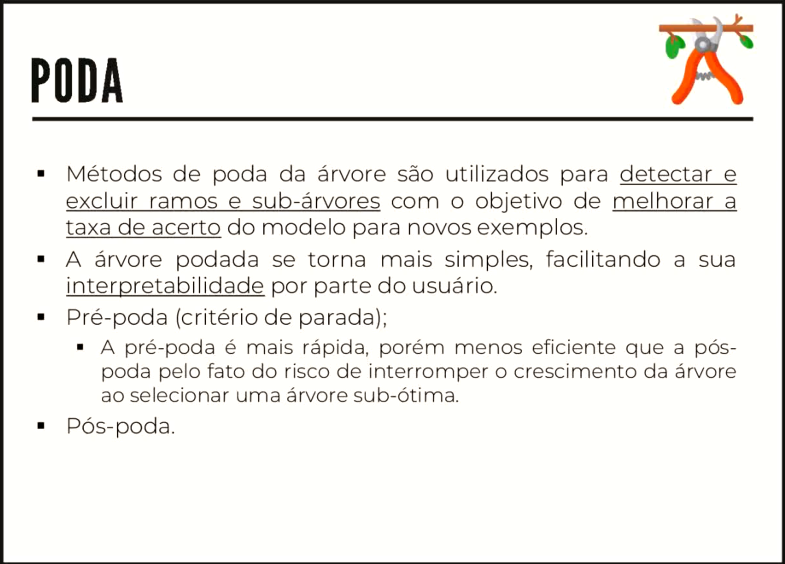 PODA
▪ Métodos de poda da árvore são utilizados para detectar e
excluir ramos e sub-árvores com o objetivo de melhorar a
taxa de acerto do modelo para novos exemplos.
▪ A árvore podada se torna mais simples, facilitando a sua
interpretabilidade por parte do usuário.
▪ Pré-poda (critério de parada);
▪ A pré-poda é mais rápida, porém menos eficiente que a pós-
poda pelo fato do risco de interromper o crescimento da árvore
ao selecionar uma árvore sub-ótima.
▪ Pós-poda.